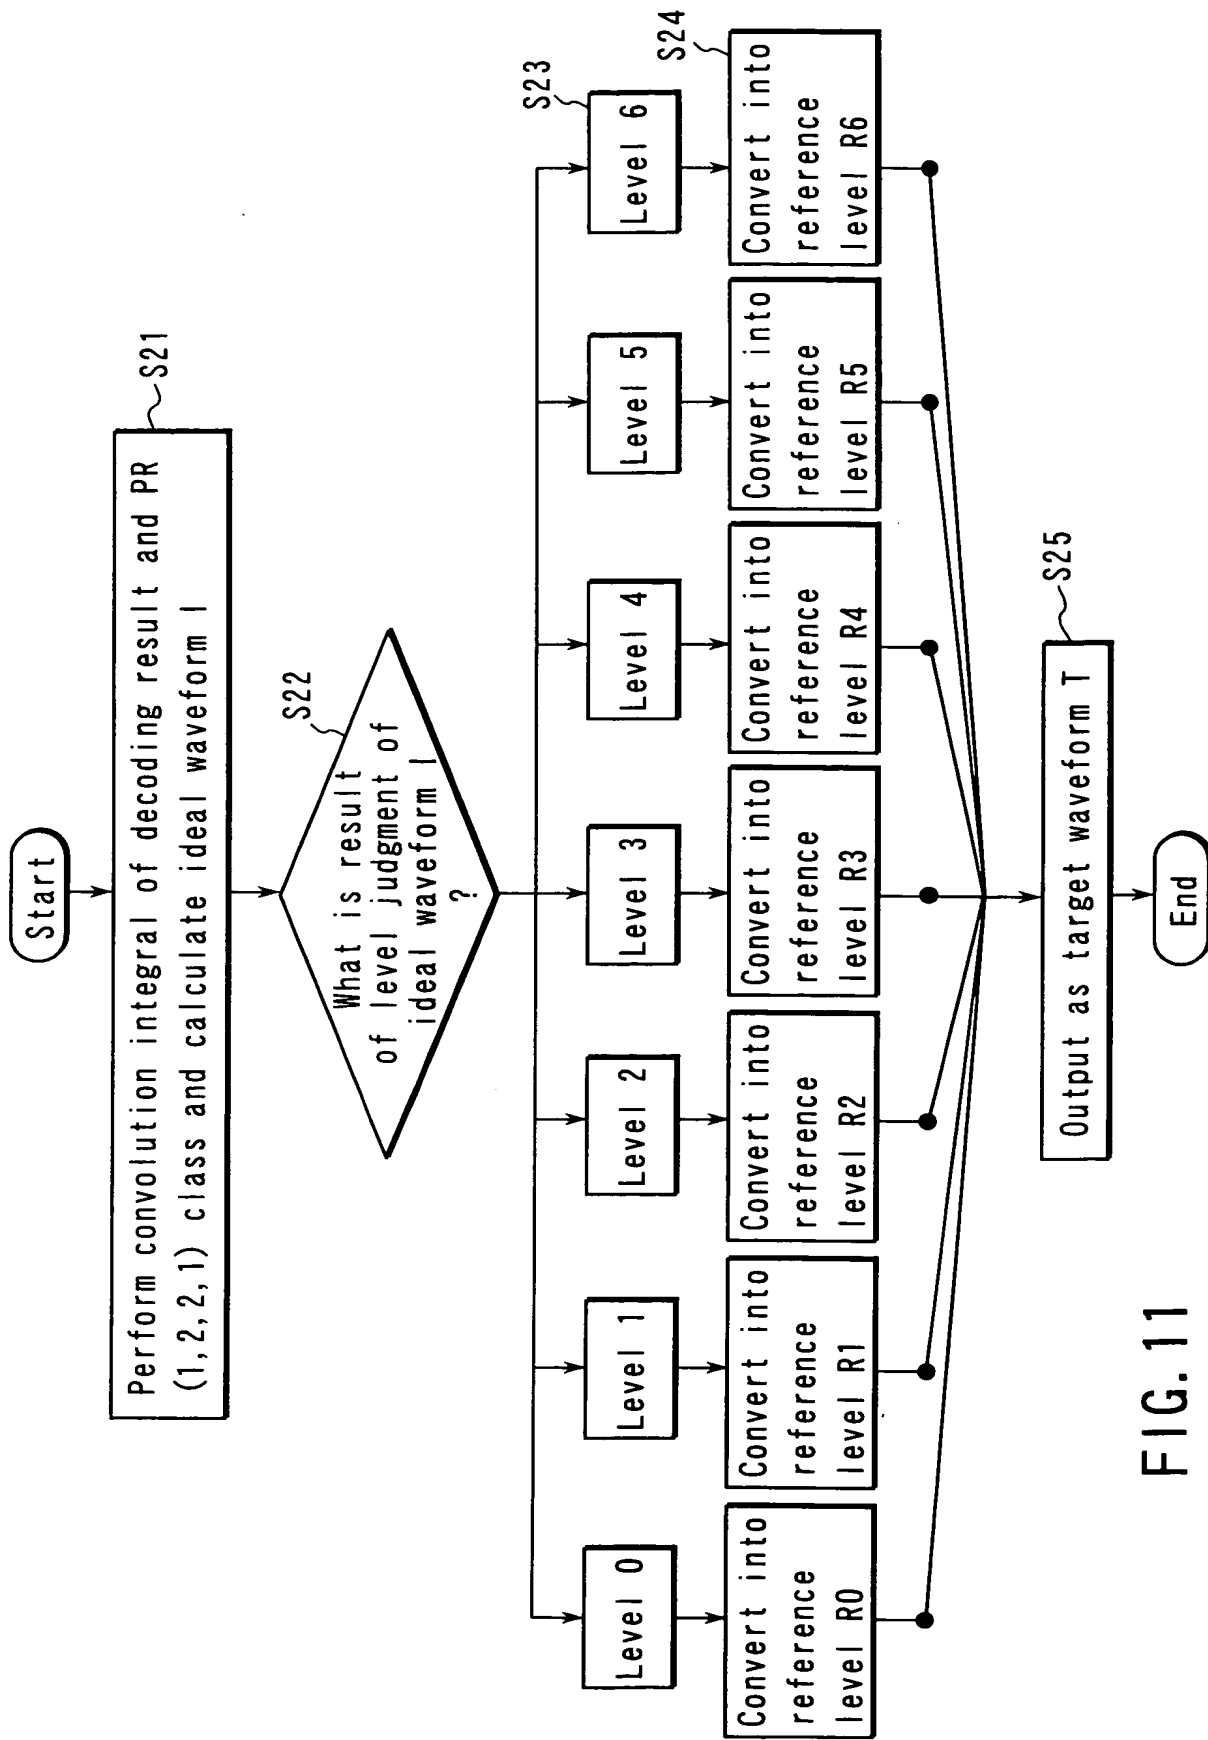 Start
Perform convolution integral of decoding result and PR
(1,2,2,1) class and calculate ideal waveform I
S21
What is result
of level judgment of
ideal waveform I
?
S22
Level 0
Level 1
Level 2
Level 3
Level 4
Level 5
Level 6
S23
Convert into
reference
level R0
Convert into
reference
level R1
Convert into
reference
level R2
Convert into
reference
level R3
Convert into
reference
level R4
Convert into
reference
level R5
Convert into
reference
level R6
S24
Output as target waveform T
S25
End
FIG.11